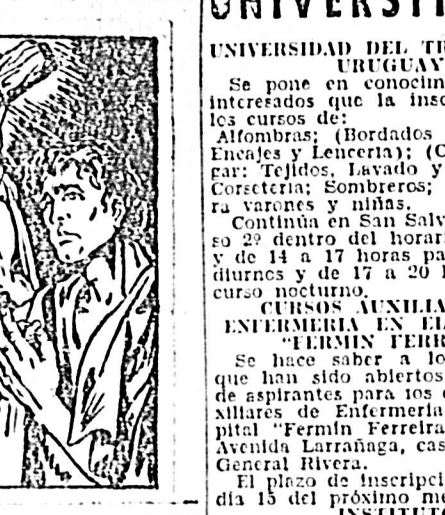 UNIVERSIT
UNIVERSIDAD DEL TR
URUGUAY
Se pone en conocim
interesados que la insc
los cursos de:
Alfombras; (Bordados
Encajes y Lencería); (C
gar: Tejidos, Lavado y
Corsetería; Sombreros;
ra varones y niñas.
Continúa en San Salv
so 2º dentro del horari
y de 14 a 17 horas pa
diurnos y de 17 a 20 h
curso nocturno.
CURSOS AUXILIA
ENFERMERIA EN EL
"FERMIN FERR
Se hace saber a lo
que han sido abiertos
de aspirantes para los c
xiliares de Enfermería
pital "Fermín Ferreira
Avenida Larrañaga, cas
General Rivera.
El plazo de inscripci
día 15 del próximo me
INSTITUT